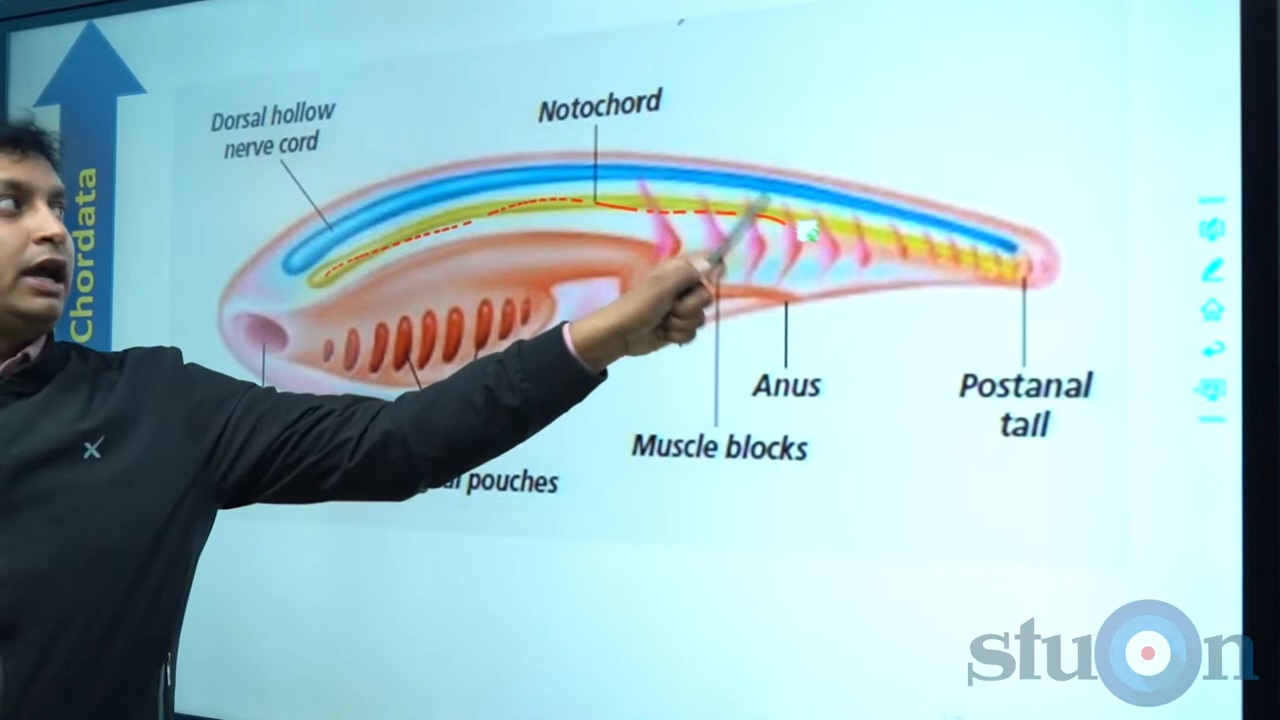 Chordata
Dorsal hollow
nerve cord
Notochord
Anus
Postanal
tail
Muscle blocks
pouches
stuOn